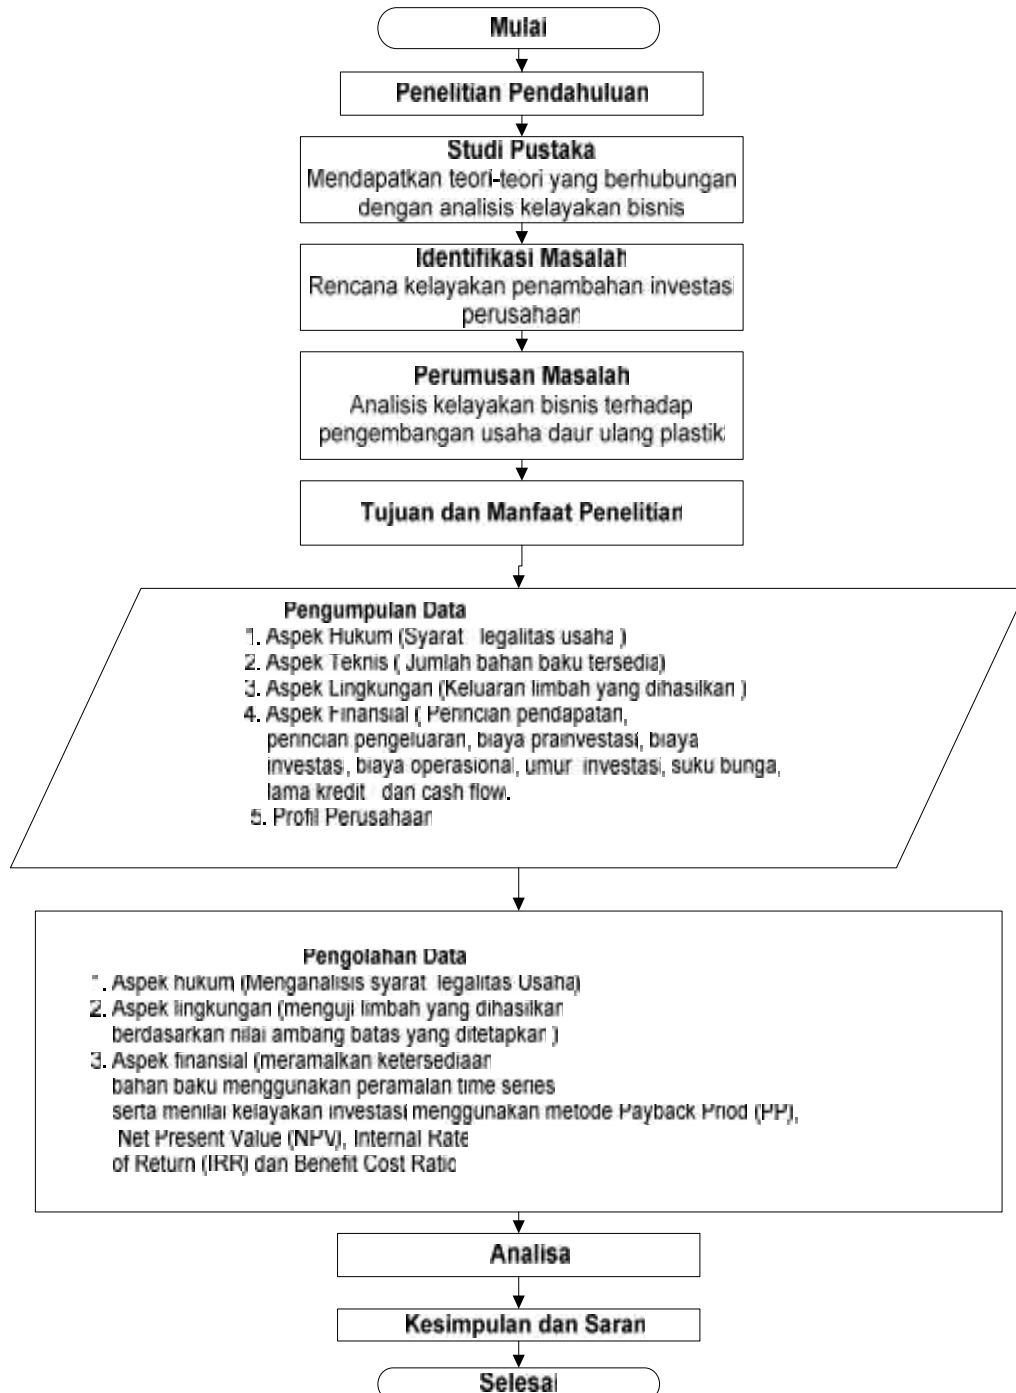 Mulai
Penelitian Pendahuluan
Studi Pustaka
Mendapatkan teori-teori yang berhubungan
dengan analisis kelayakan bisnis
Identifikasi Masalah
Rencana kelayakan penambahan investasi
perusahaan
Perumusan Masalah
Analisis kelayakan bisnis terhadap
pengembangan usaha daur ulang plastik
Tujuan dan Manfaat Penelitian
Pengumpulan Data
1. Aspek Hukum (Syarat legalitas usaha )
2. Aspek Teknis ( Jumlah bahan baku tersedia)
3. Aspek Lingkungan (Keluaran limbah yang dihasilkan )
4. Aspek Finansial ( Perincian pendapatan,
perincian pengeluaran, biaya prainvestasi, biaya
investasi, biaya operasional, umur investasi, suku bunga,
lama kredit dan cash flow.
5. Profil Perusahaan
Pengolahan Data
1. Aspek hukum (Menganalisis syarat legalitas Usaha)
2. Aspek lingkungan (menguji limbah yang dihasilkan
berdasarkan nilai ambang batas yang ditetapkan )
3. Aspek finansial (meramalkan ketersediaan
bahan baku menggunakan peramalan time series
serta menilai kelayakan investasi menggunakan metode Payback Priod (PP),
Net Present Value (NPV), Internal Rate
of Return (IRR) dan Benefit Cost Ratio
Analisa
Kesimpulan dan Saran
Selesai